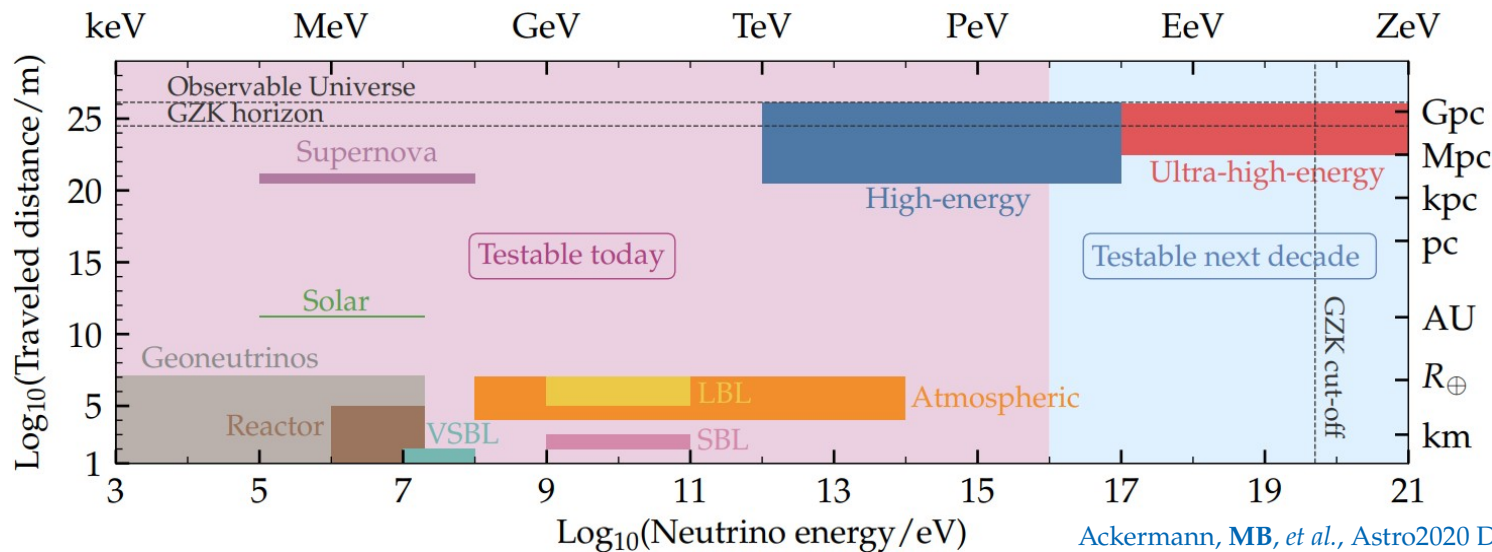 keV MeV GeV TeV PeV EeV ZeV
Observable Universe
GZK horizon
Supernova
High-energy
Ultra-high-energy
Testable today
Testable next decade
Solar
Geoneutrinos
Reactor
VSBL
LBL
Atmospheric
SBL
GZK cut-off
Log₁₀(Traveled distance/m)
25
20
15
10
5
1
Gpc
Mpc
kpc
pc
AU
R⊕
km
3 5 7 9 11 13 15 17 19 21
Log₁₀(Neutrino energy/eV)
Ackermann, MB, et al., Astro2020 D